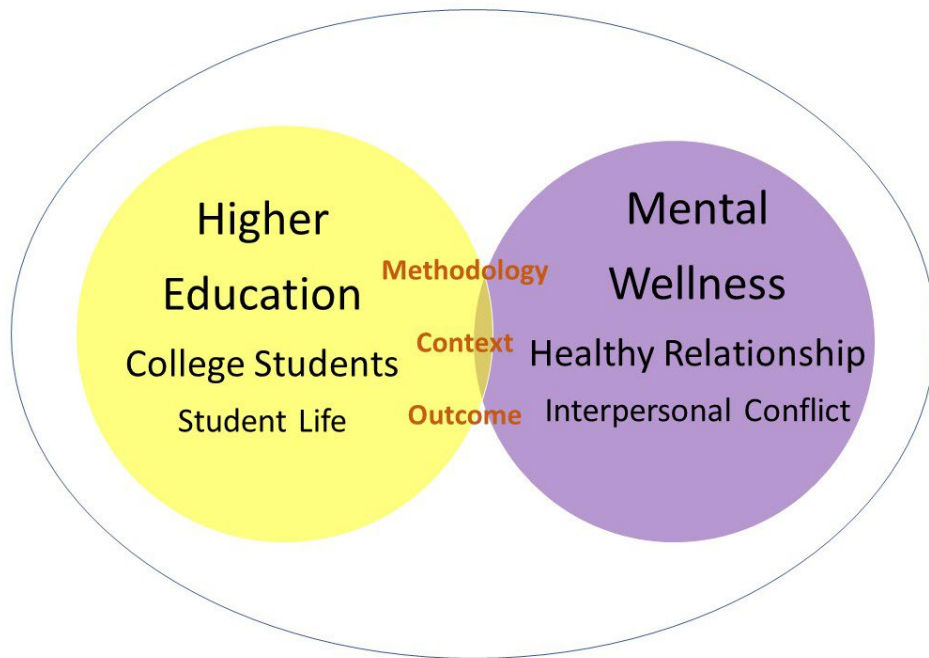 Higher
Education
College Students
Student Life
Methodology
Context
Outcome
Mental
Wellness
Healthy Relationship
Interpersonal Conflict